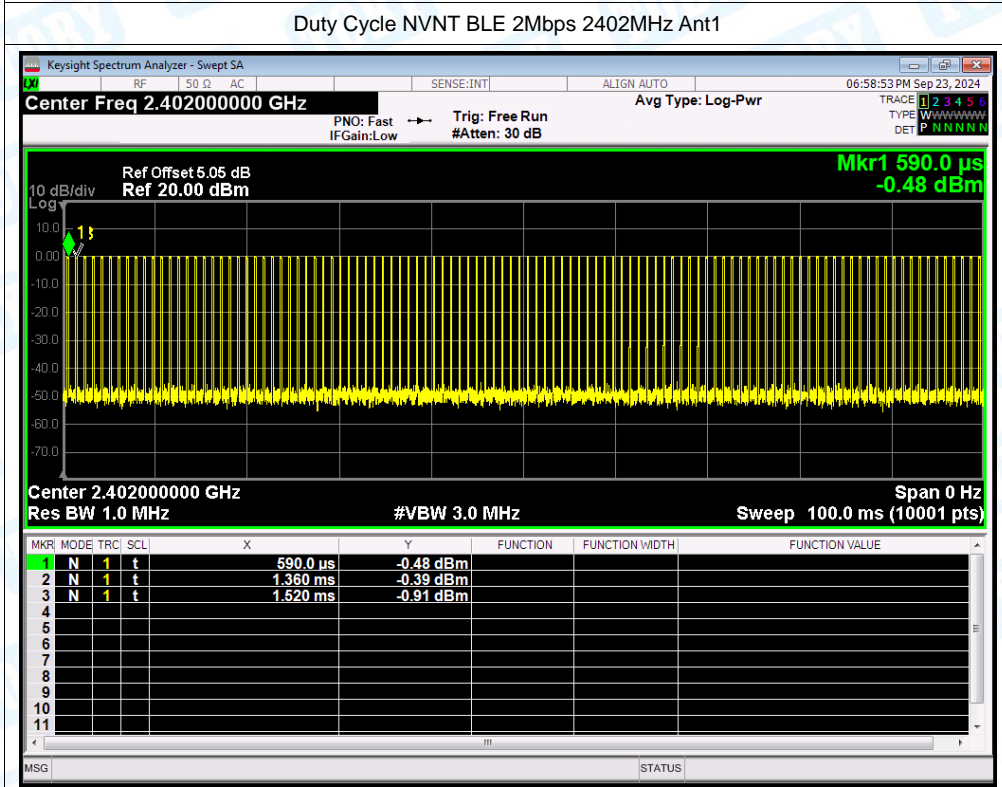 Duty Cycle NVNT BLE 2Mbps 2402MHz Ant1
Keysight Spectrum Analyzer - Swept SA
LXI RF 50 Ω AC SENSE:INT ALIGN AUTO 06:58:53 PM Sep 23, 2024
Center Freq 2.402000000 GHz Avg Type: Log-Pwr TRACE 1 2 3 4 5 6
PNO: Fast Trig: Free Run TYPE WWWWWWW
IFGain:Low #Atten: 30 dB DET P N N N N N
Mkr1 590.0 µs
-0.48 dBm
Ref Offset 5.05 dB
10 dB/div Ref 20.00 dBm
Log
10.0
1 3
0.00
-10.0
-20.0
-30.0
-40.0
-50.0
-60.0
-70.0
Center 2.402000000 GHz Span 0 Hz
Res BW 1.0 MHz #VBW 3.0 MHz Sweep 100.0 ms (10001 pts)
MKR MODE TRC SCL X Y FUNCTION FUNCTION WIDTH FUNCTION VALUE
1 N 1 t 590.0 µs -0.48 dBm
2 N 1 t 1.360 ms -0.39 dBm
3 N 1 t 1.520 ms -0.91 dBm
4
5
6
7
8
9
10
11
MSG STATUS